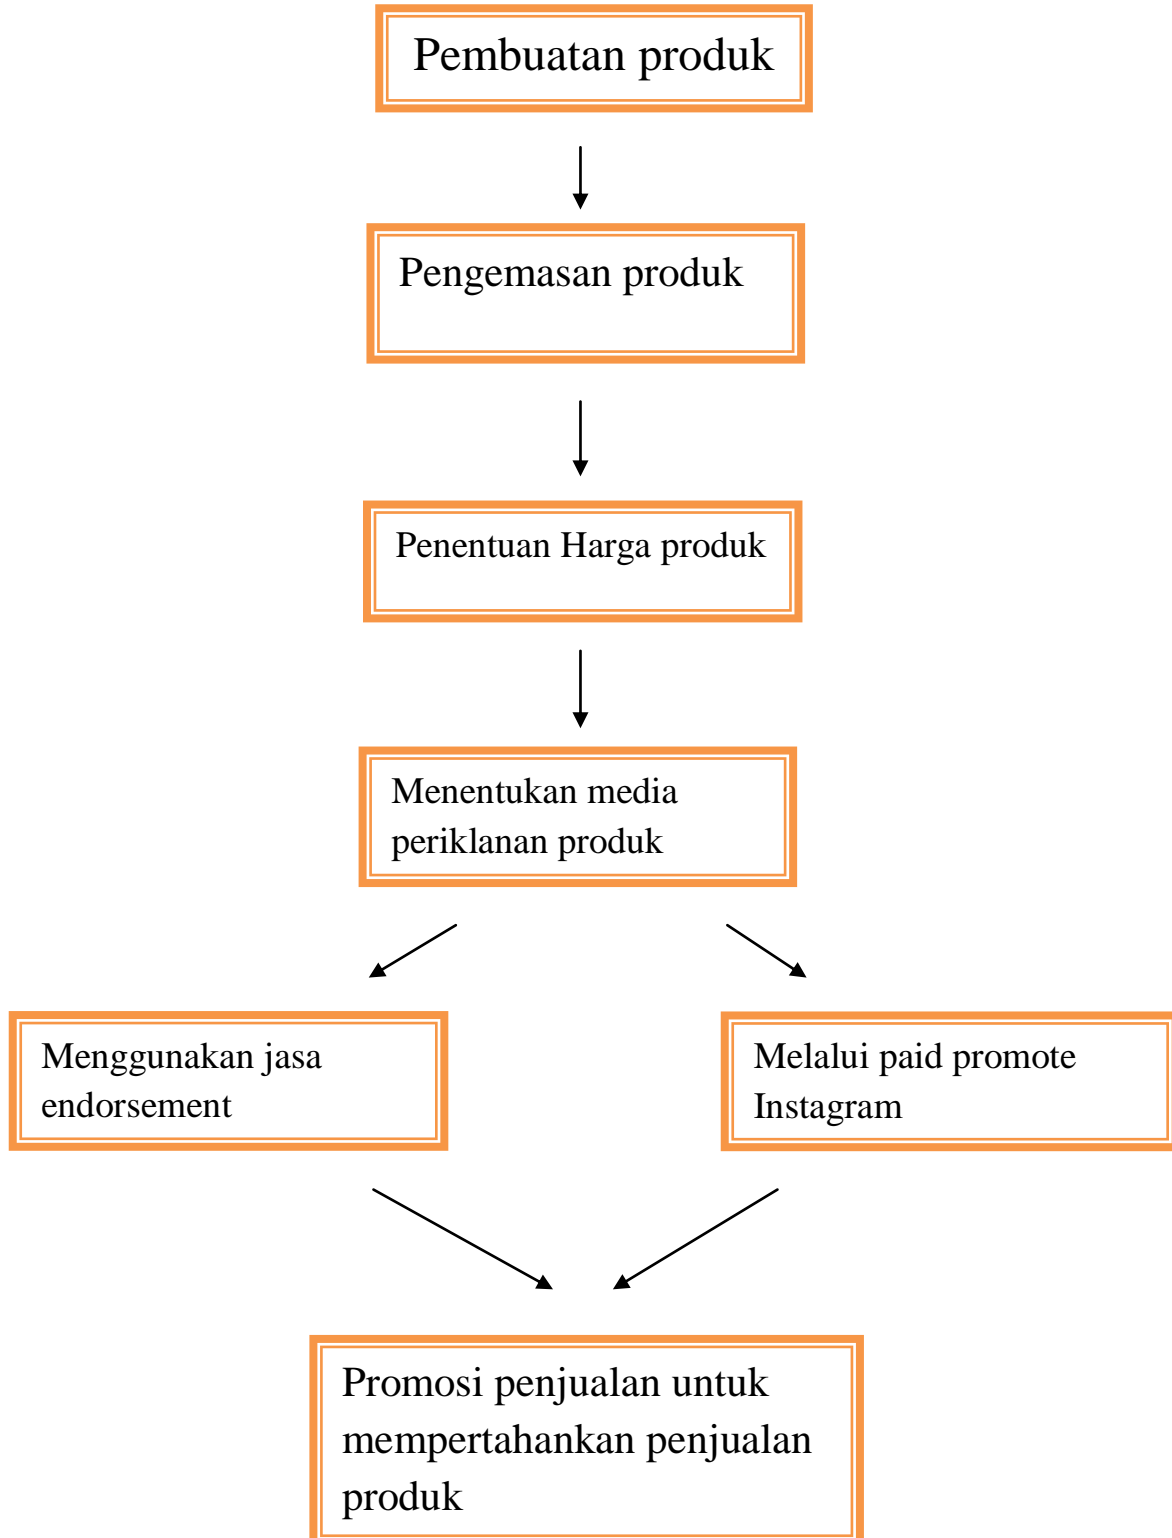 Pembuatan produk
Pengemasan produk
Penentuan Harga produk
Menentukan media
periklanan produk
Menggunakan jasa
endorsement
Melalui paid promote
Instagram
Promosi penjualan untuk
mempertahankan penjualan
produk